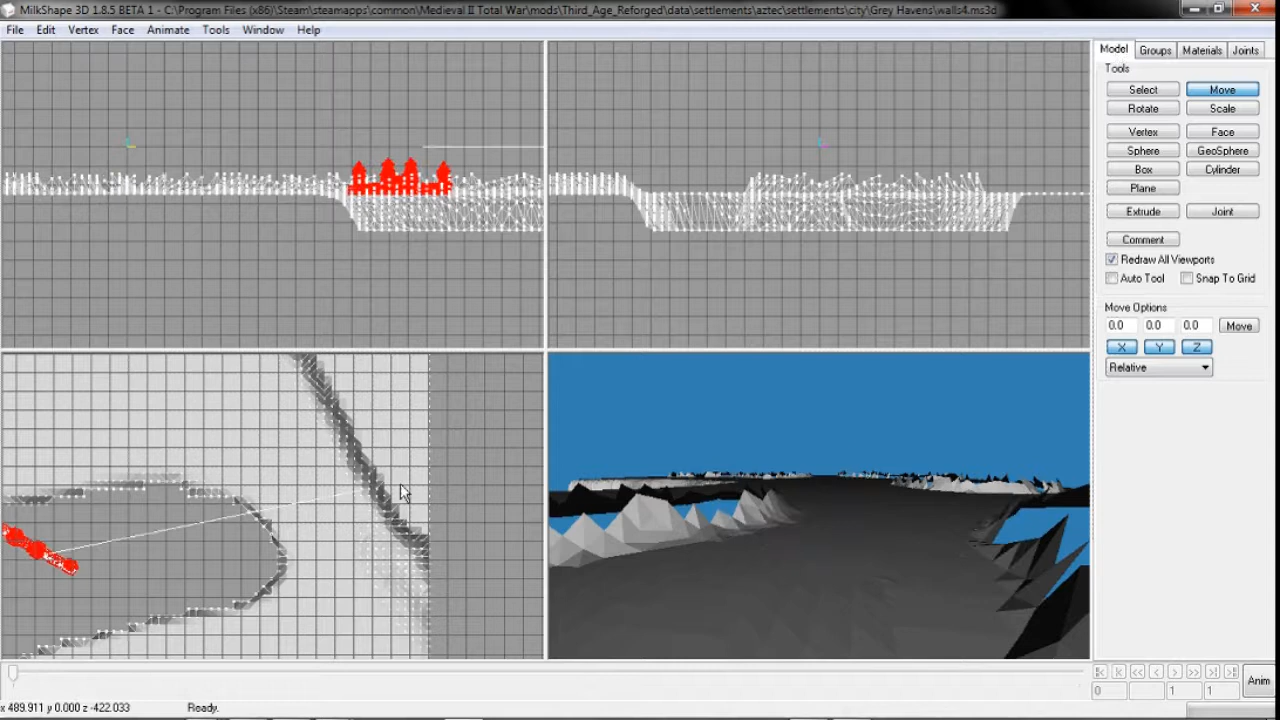 MilkShape 3D 1.8.5 BETA 1 - C:\Program Files (x86)\Steam\steamapps\common\Medieval II Total War\mods\Third_Age_Reforged\data\settlements\aztec\settlements\city\Grey Havens\walls4.ms3d
File Edit Vertex Face Animate Tools Window Help
Model Groups Materials Joints
Tools
Select Move
Rotate Scale
Vertex Face
Sphere GeoSphere
Box Cylinder
Plane
Extrude Joint
Comment
Redraw All Viewports
Auto Tool Snap To Grid
Move Options
0.0 0.0 0.0 Move
X Y Z
Relative
Anim
0 1 1
x 489.911 y 0.000 z -422.033 Ready.